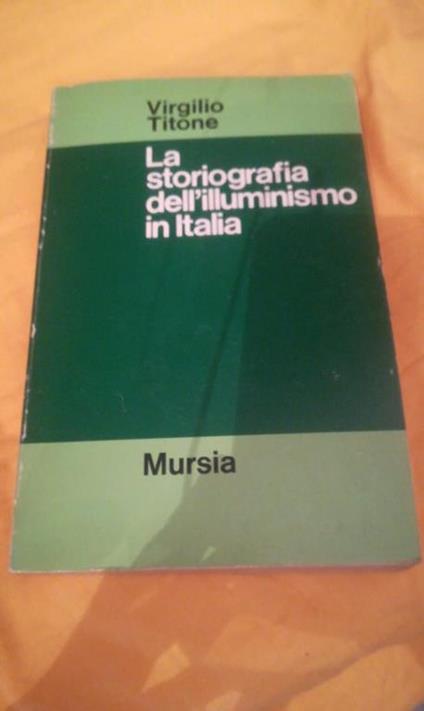 Virgilio
Titone
La
storiografia
dell'illuminismo
in Italia
Mursia